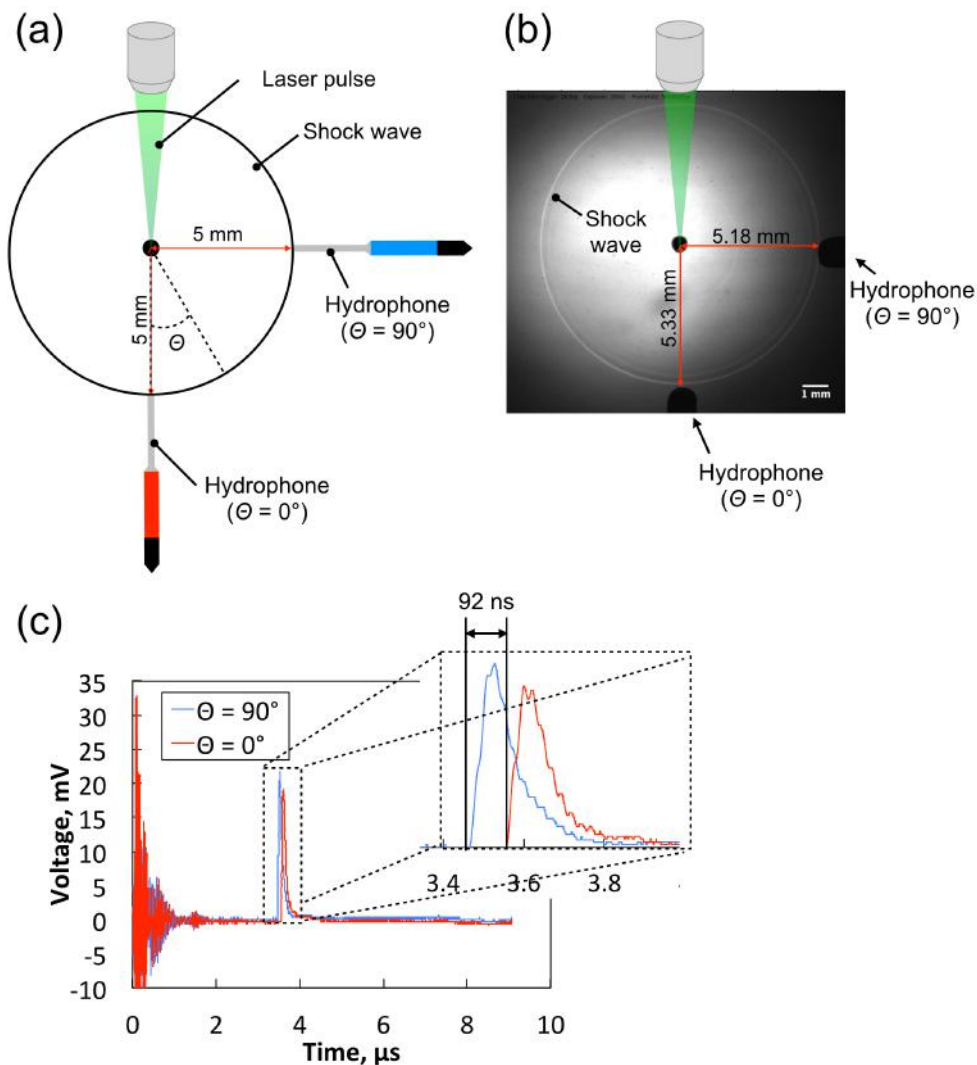 (a)
Laser pulse
Shock wave
5 mm
5 mm
Θ
Hydrophone
(Θ = 90°)
Hydrophone
(Θ = 0°)
(b)
Shock
wave
5.18 mm
5.33 mm
1 mm
Hydrophone
(Θ = 90°)
Hydrophone
(Θ = 0°)
(c)
92 ns
35
30
25
20
15
10
5
0
-5
-10
Voltage, mV
Θ = 90°
Θ = 0°
3.4
3.6
3.8
0
2
4
6
8
10
Time, µs